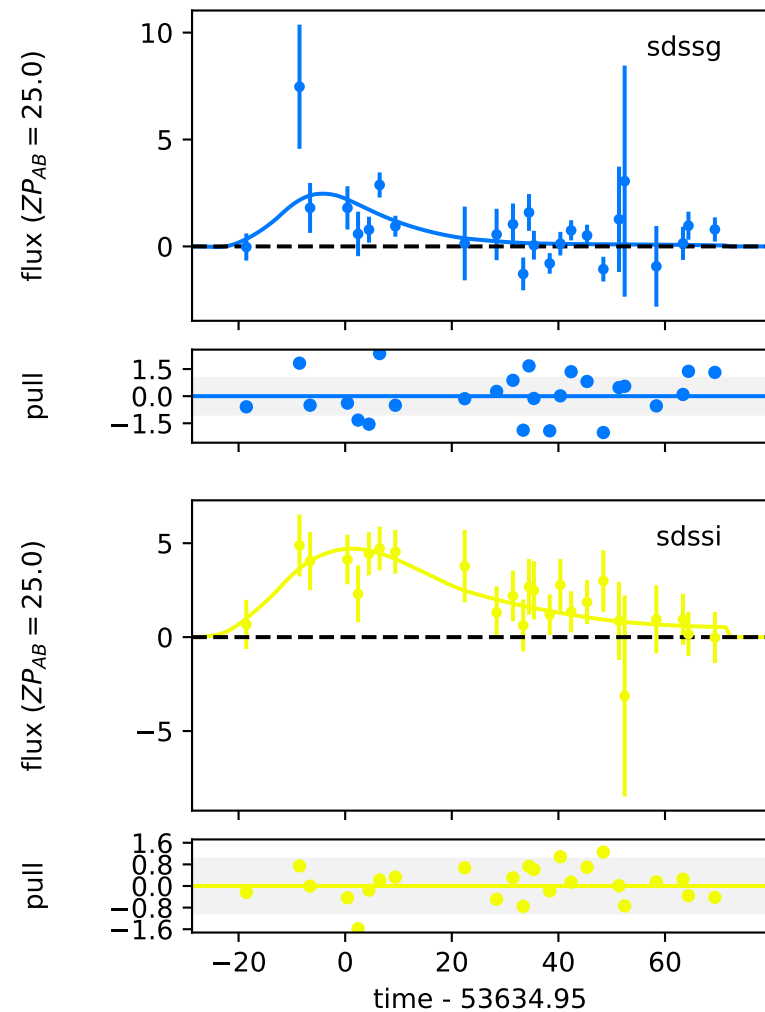 10
5
0
flux (ZP_AB = 25.0)
sdssg
1.5
0.0
−1.5
pull
5
0
−5
flux (ZP_AB = 25.0)
sdssi
1.6
0.8
0.0
−0.8
−1.6
pull
−20 0 20 40 60
time - 53634.95